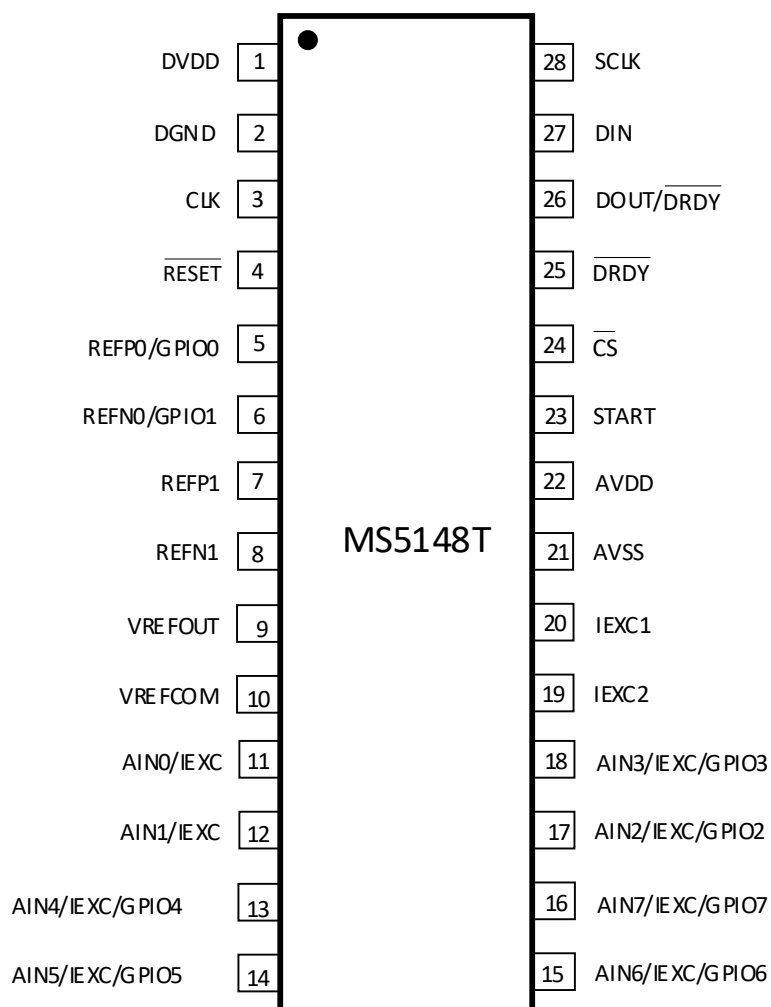 DVDD 1 28 SCLK
DGND 2 27 DIN
CLK 3 26 DOUT/DRDY
RESET 4 25 DRDY
REFP0/GPIO0 5 24 CS
REFN0/GPIO1 6 23 START
REFP1 7 22 AVDD
MS5148T
REFN1 8 21 AVSS
VREFOUT 9 20 IEXC1
VREFCOM 10 19 IEXC2
AIN0/IEXC 11 18 AIN3/IEXC/GPIO3
AIN1/IEXC 12 17 AIN2/IEXC/GPIO2
AIN4/IEXC/GPIO4 13 16 AIN7/IEXC/GPIO7
AIN5/IEXC/GPIO5 14 15 AIN6/IEXC/GPIO6